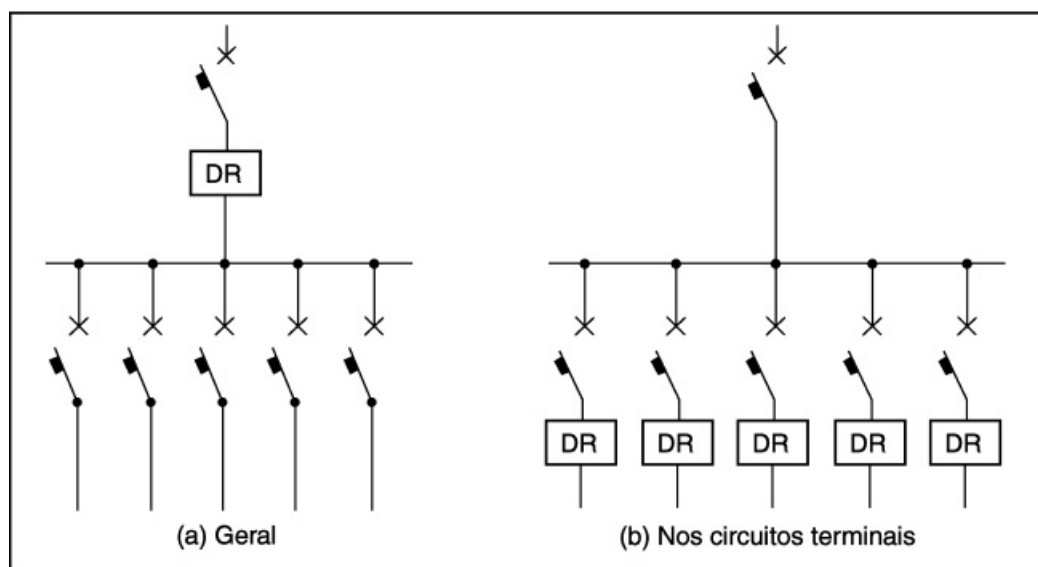 DR
DR DR DR DR DR
(a) Geral
(b) Nos circuitos terminais